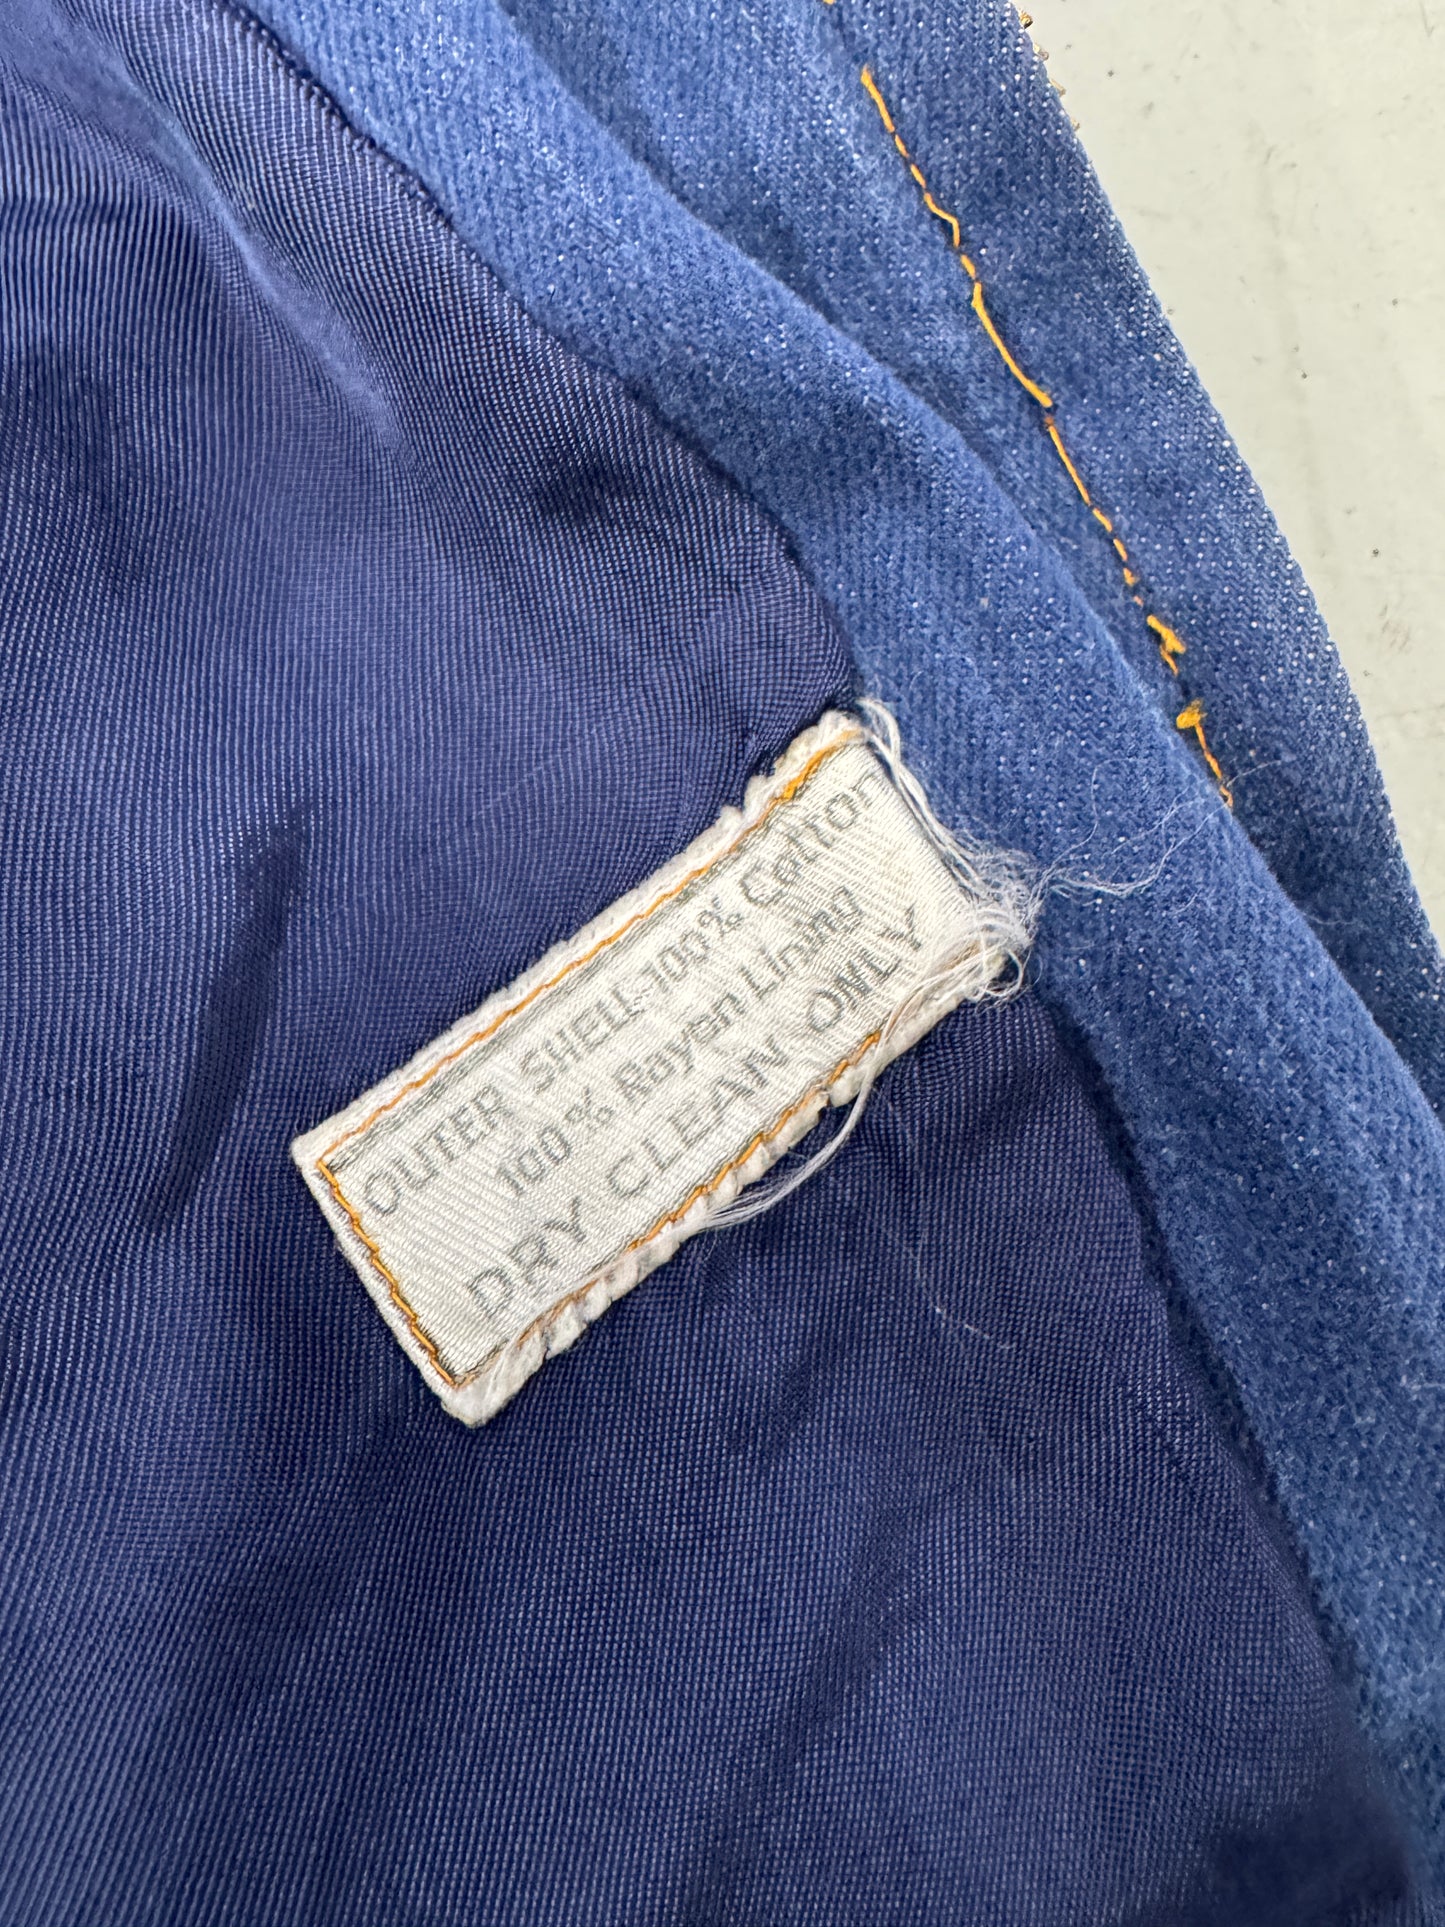 OUTER SHELL-100% Cotton
100% Rayon Lining
DRY CLEAN ONLY